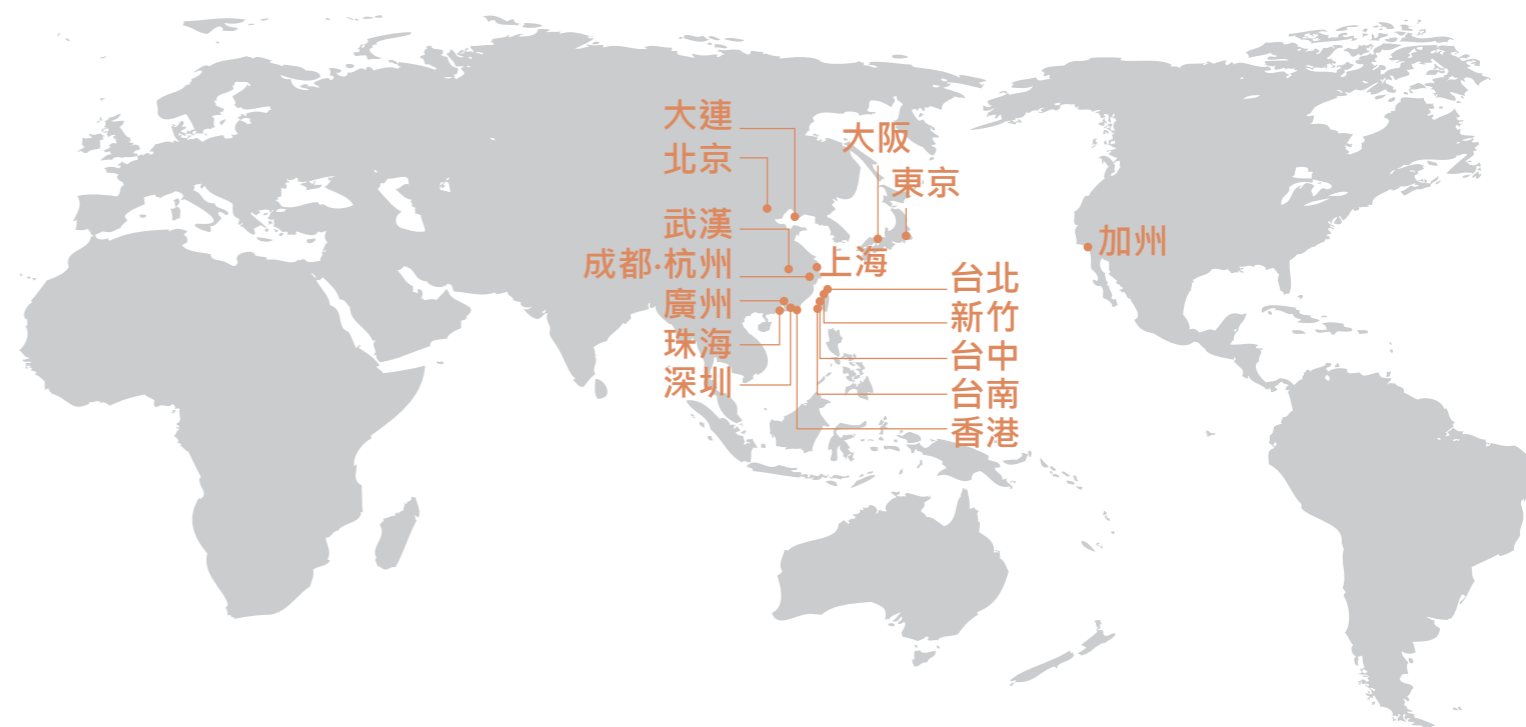 大連
北京
武漢
成都·杭州
廣州
珠海
深圳
大阪
東京
上海
台北
新竹
台中
台南
香港
加州